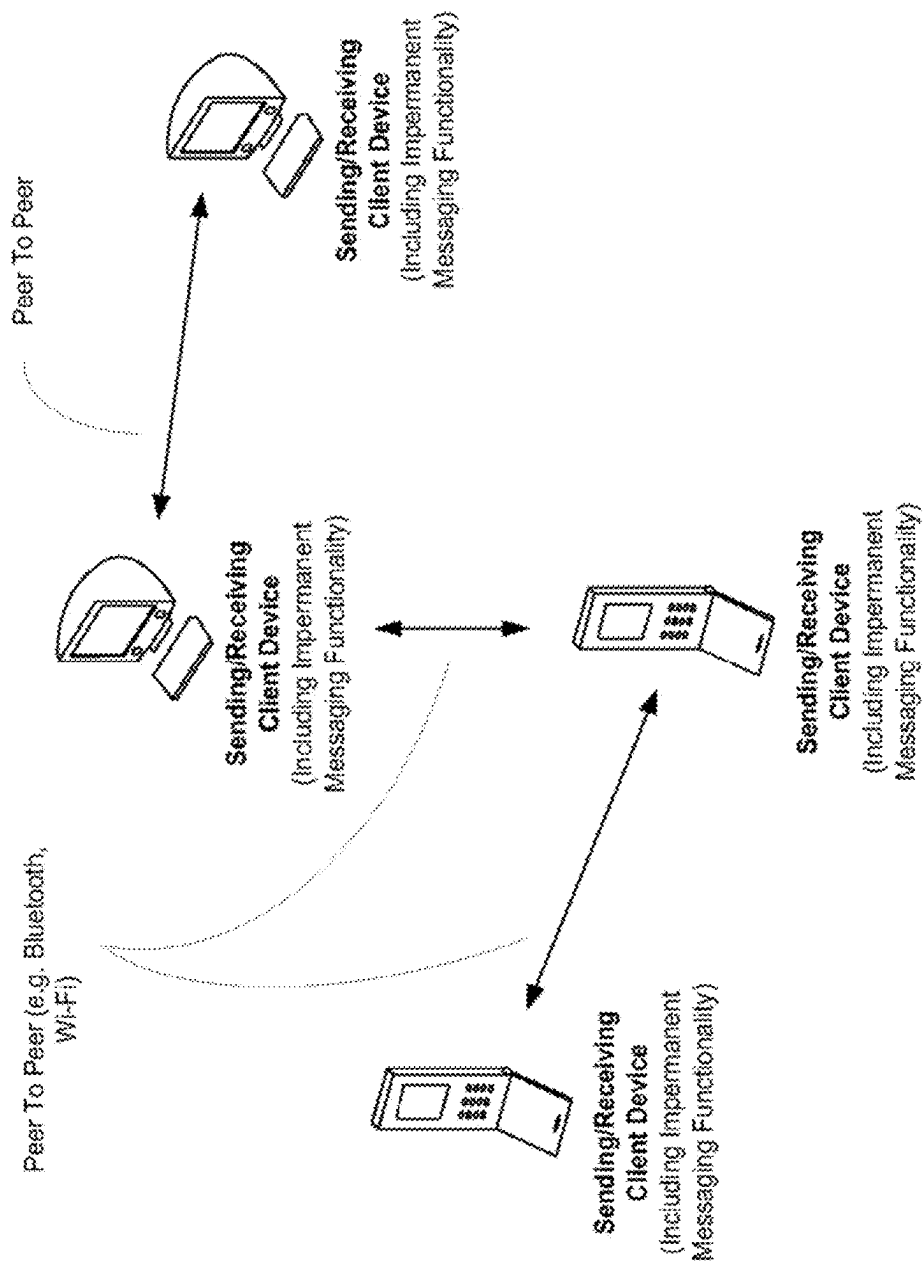 Peer To Peer (e.g. Bluetooth,
Wi-Fi)
Peer To Peer
Sending/Receiving
Client Device
(Including Impermanent
Messaging Functionality)
Sending/Receiving
Client Device
(Including Impermanent
Messaging Functionality)
Sending/Receiving
Client Device
(Including Impermanent
Messaging Functionality)
Sending/Receiving
Client Device
(Including Impermanent
Messaging Functionality)